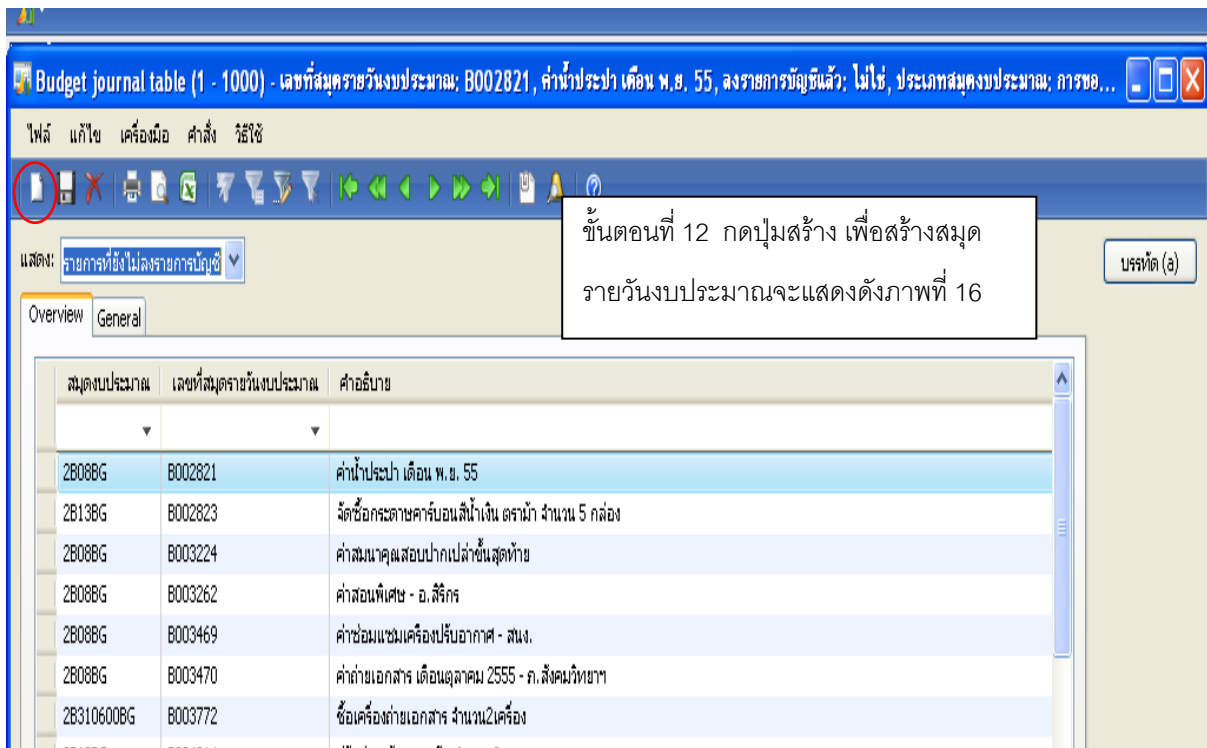 Budget journal table (1 - 1000) - เลขที่สมุดรายวันงบประมาณ: B002821, ค่าน้ำประปา เดือน พ.ย. 55, ลงรายการบัญชีแล้ว: ไม่ใช่, ประเภทสมุดงบประมาณ: การขอ...
ไฟล์ แก้ไข เครื่องมือ คำสั่ง วิธีใช้
ขั้นตอนที่ 12 กดปุ่มสร้าง เพื่อสร้างสมุด
รายวันงบประมาณจะแสดงดังภาพที่ 16
แสดง: รายการที่ยังไม่ลงรายการบัญชี
บรรทัด (a)
Overview General
สมุดงบประมาณ เลขที่สมุดรายวันงบประมาณ คำอธิบาย
2B08BG B002821 ค่าน้ำประปา เดือน พ.ย. 55
2B13BG B002823 จัดซื้อกระดาษคาร์บอนสีน้ำเงิน ตราม้า จำนวน 5 กล่อง
2B08BG B003224 ค่าสมนาคุณสอบปากเปล่าขั้นสุดท้าย
2B08BG B003262 ค่าสอนพิเศษ - อ.สิริกร
2B08BG B003469 ค่าซ่อมแซมเครื่องปรับอากาศ - สนง.
2B08BG B003470 ค่าถ่ายเอกสาร เดือนตุลาคม 2555 - ภ.สังคมวิทยาฯ
2B310600BG B003772 ซื้อเครื่องถ่ายเอกสาร จำนวน2เครื่อง